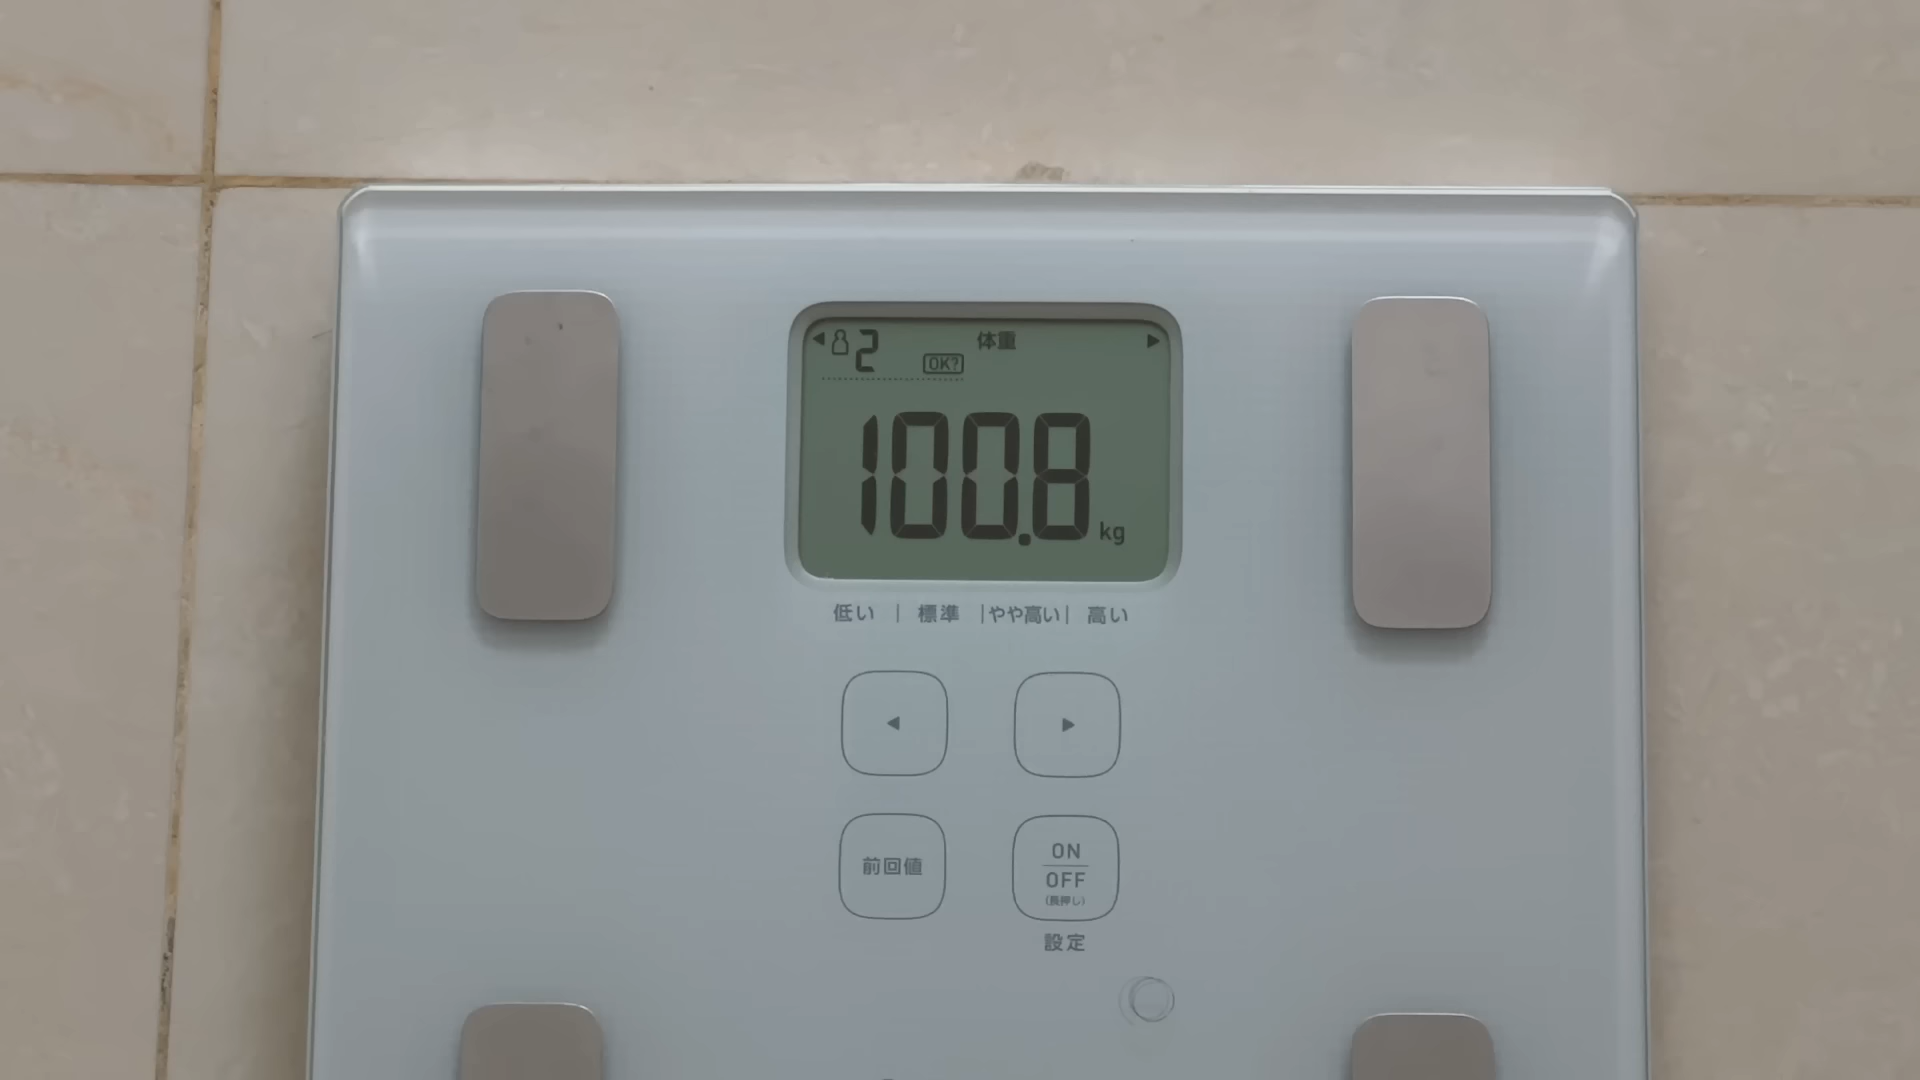 ◀ 2 体重 ▶
OK?
100.8 kg
低い | 標準 | やや高い | 高い
◀ ▶
前回値
ON
OFF
(長押し)
設定